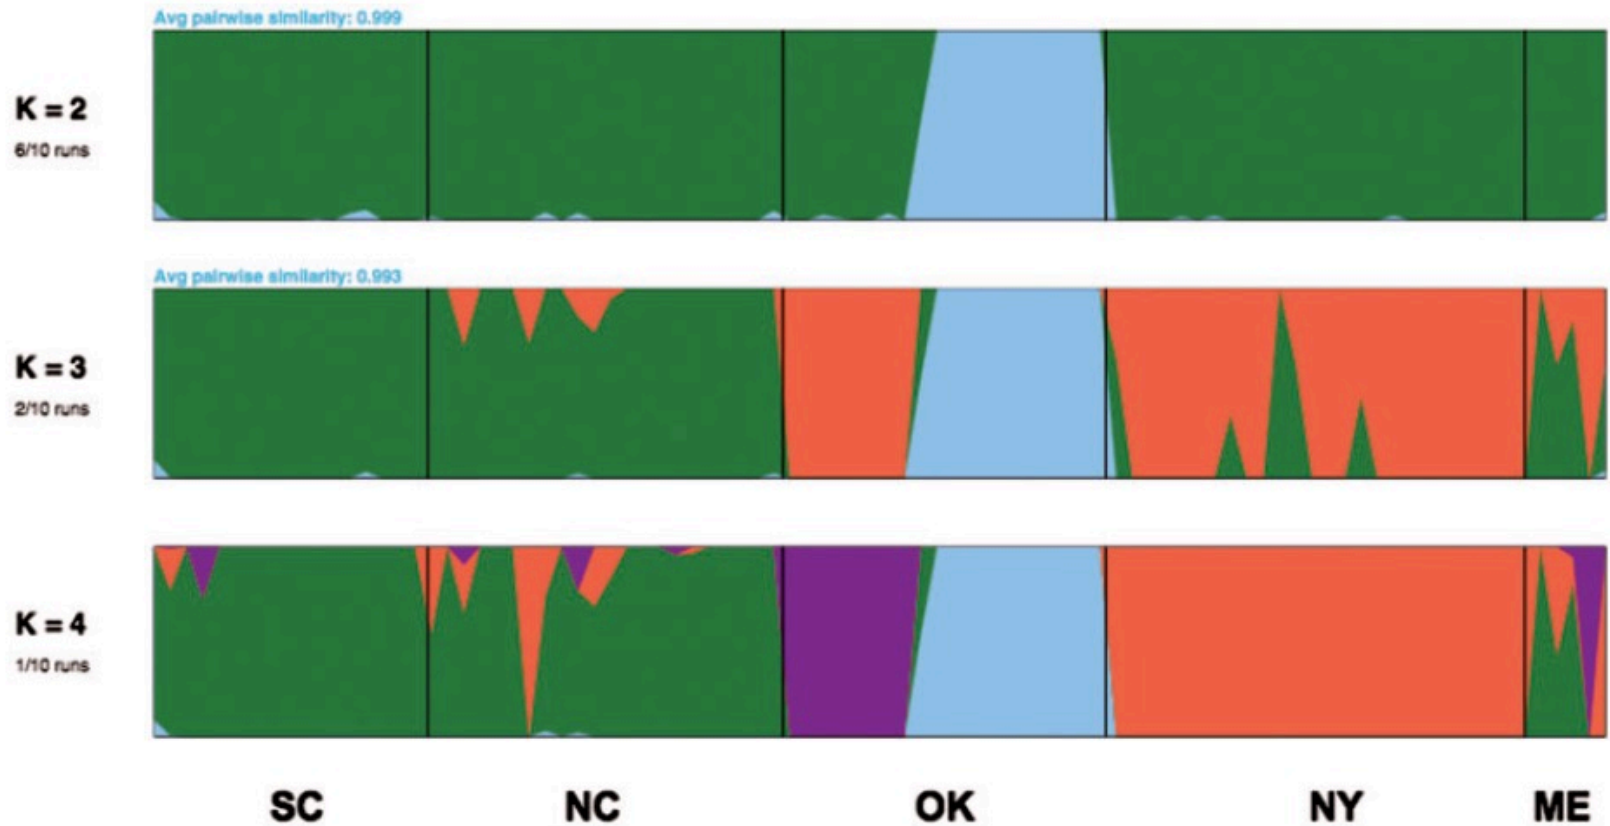 Avg pairwise similarity: 0.999
K = 2
6/10 runs
Avg pairwise similarity: 0.993
K = 3
2/10 runs
K = 4
1/10 runs
SC NC OK NY ME